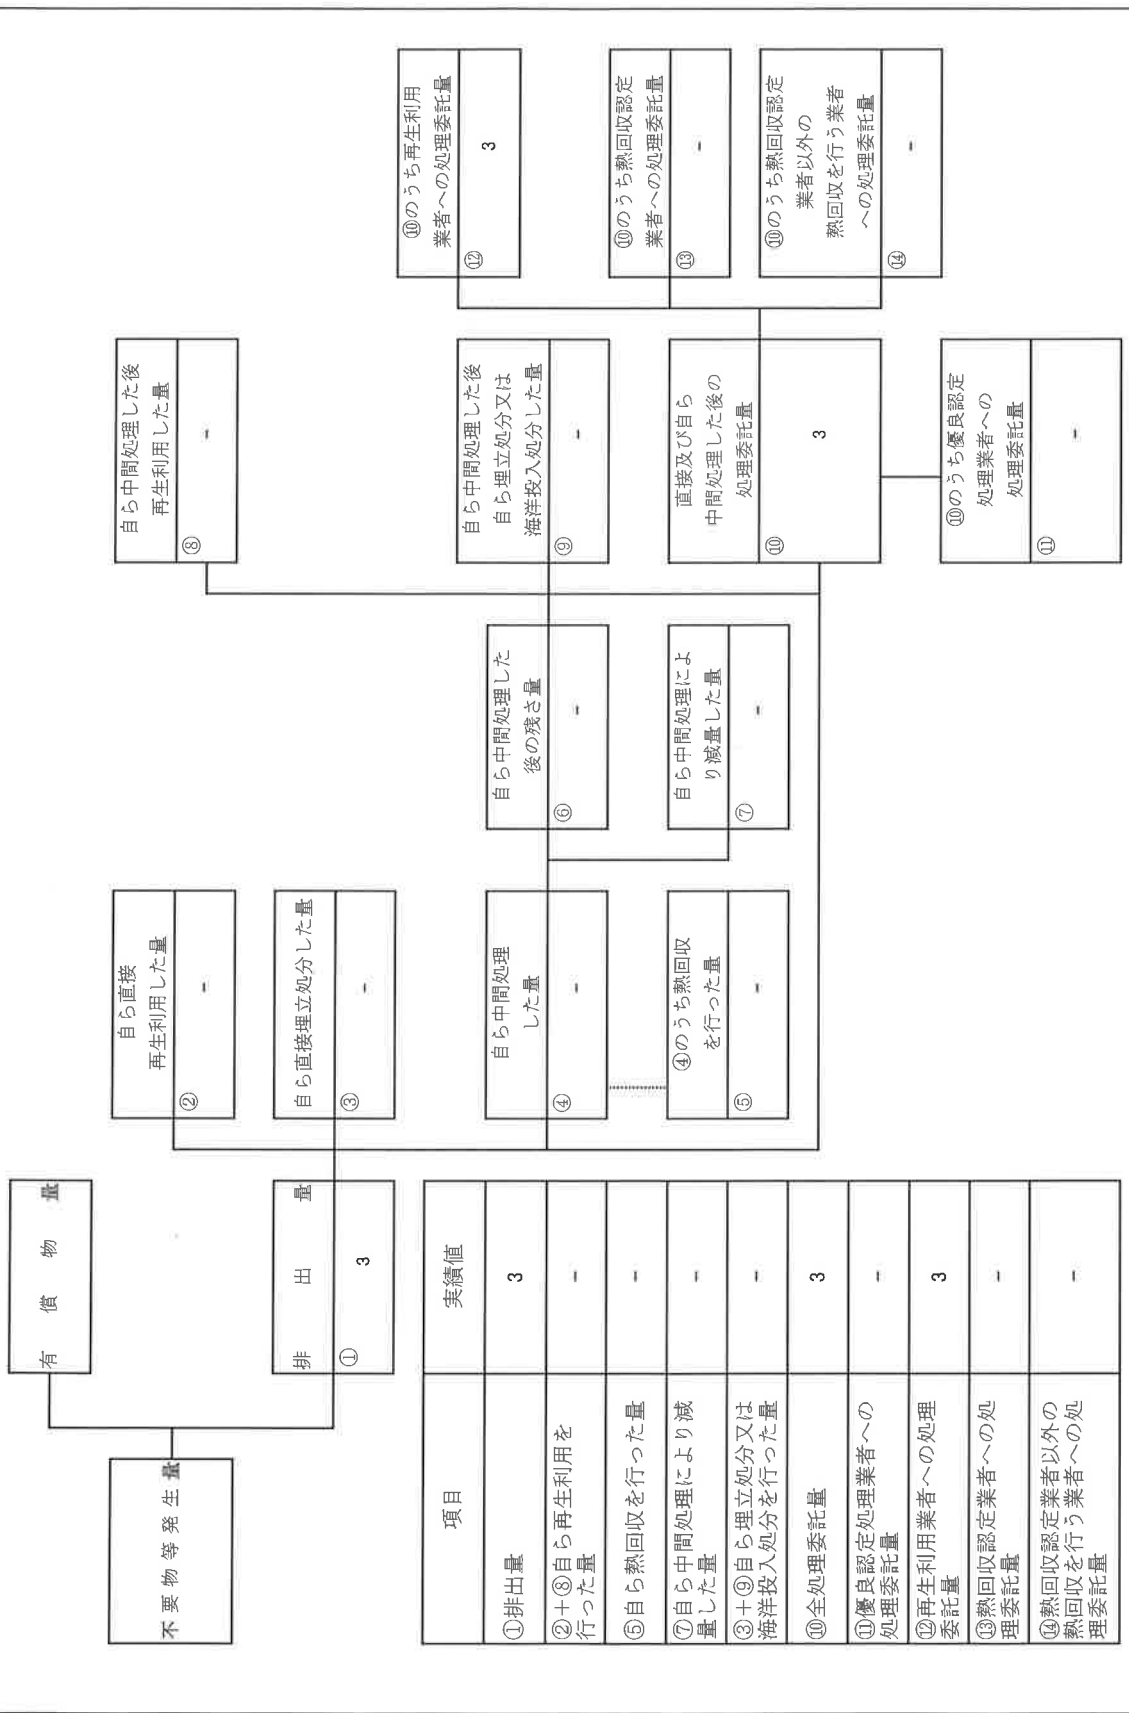 不要物等発生量
有償物量
排出量
①
3
自ら直接
再生利用した量
②
-
自ら直接埋立処分した量
③
-
自ら中間処理
した量
④
-
④のうち熱回収
を行った量
⑤
-
自ら中間処理した
後の残さ量
⑥
-
自ら中間処理によ
り減量した量
⑦
-
自ら中間処理した後
再生利用した量
⑧
-
自ら中間処理した後
自ら埋立処分又は
海洋投入処分した量
⑨
-
直接及び自ら
中間処理した後の
処理委託量
⑩
3
⑩のうち優良認定
処理業者への
処理委託量
⑪
-
⑩のうち再生利用
業者への処理委託量
⑫
3
⑩のうち熱回収認定
業者への処理委託量
⑬
-
⑩のうち熱回収認定
業者以外の
熱回収を行う業者
への処理委託量
⑭
-
項目 実績値
①排出量 3
②+⑧自ら再生利用を
行った量 -
⑤自ら熱回収を行った量 -
⑦自ら中間処理により減
量した量 -
③+⑨自ら埋立処分又は
海洋投入処分を行った量 -
⑩全処理委託量 3
⑪優良認定処理業者への
処理委託量 -
⑫再生利用業者への処理
委託量 3
⑬熱回収認定業者への処
理委託量 -
⑭熱回収認定業者以外の
熱回収を行う業者への処
理委託量 -